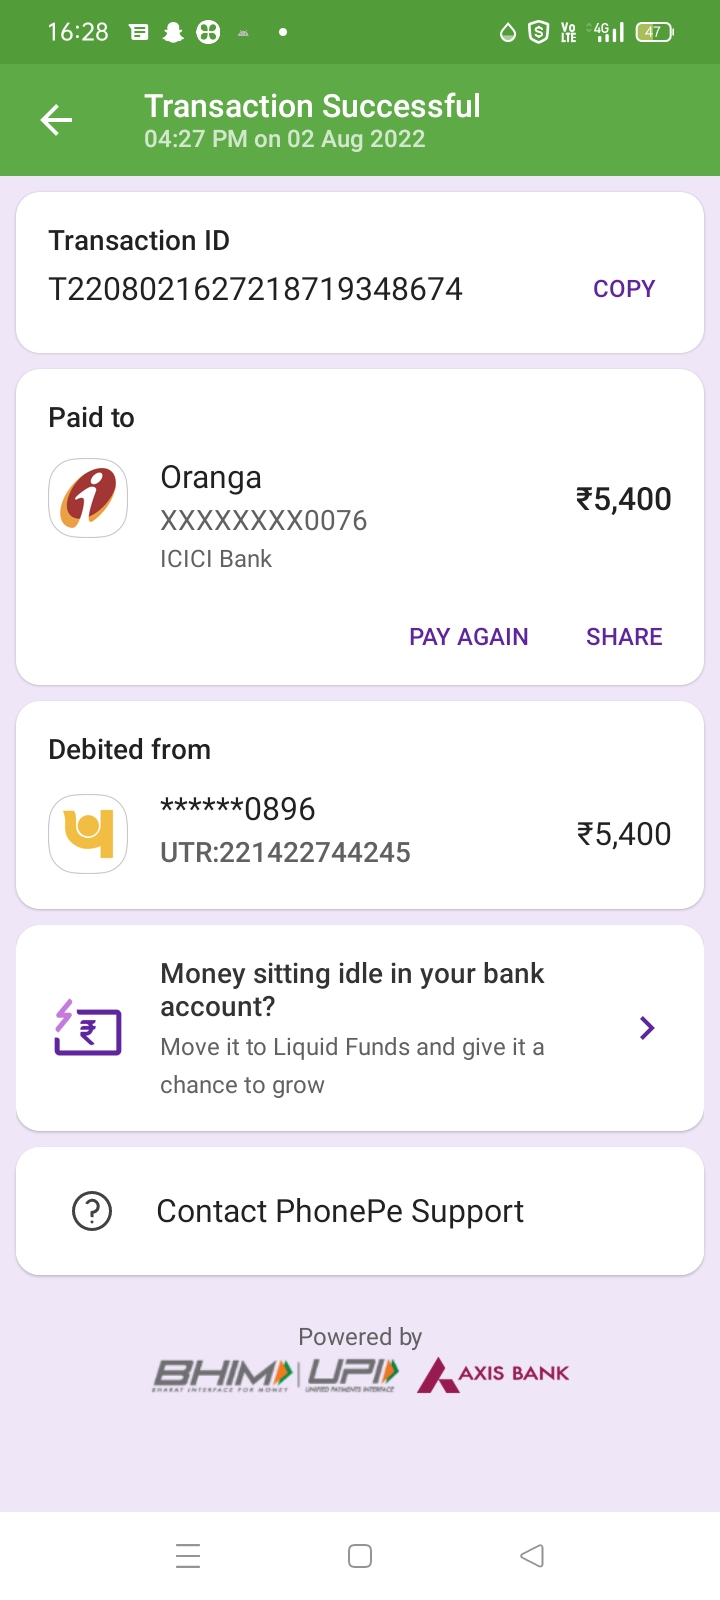 16:28
Vo LTE 4G 47
Transaction Successful
04:27 PM on 02 Aug 2022
Transaction ID
T2208021627218719348674
COPY
Paid to
Oranga
₹5,400
XXXXXXXX0076
ICICI Bank
PAY AGAIN SHARE
Debited from
******0896
₹5,400
UTR:221422744245
Money sitting idle in your bank
account?
Move it to Liquid Funds and give it a
chance to grow
Contact PhonePe Support
Powered by
BHIM UPI AXIS BANK
BHARAT INTERFACE FOR MONEY UNIFIED PAYMENTS INTERFACE